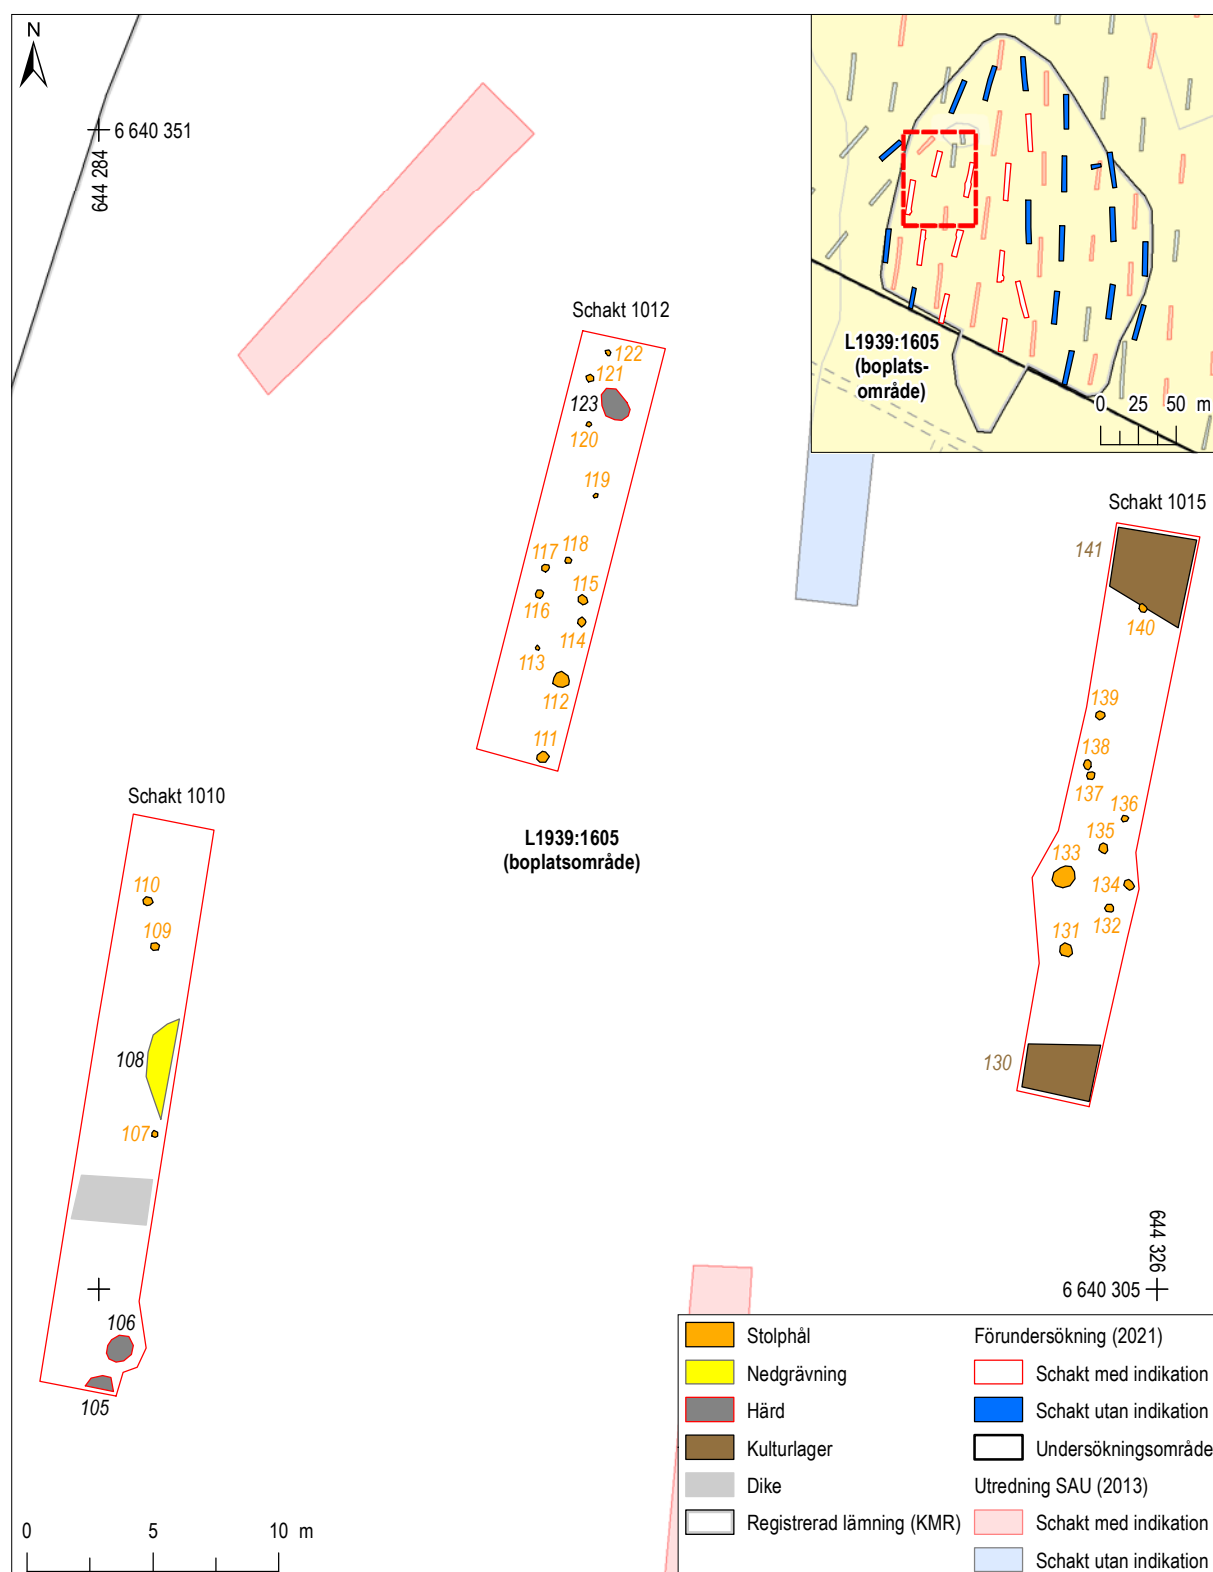 N
6 640 351
644 284
L1939:1605
(boplats-
område)
0 25 50 m
Schakt 1012
122
121
123
120
119
118
117
115
116
114
113
112
111
Schakt 1015
141
140
139
138
137
136
135
133
134
132
131
130
Schakt 1010
110
109
108
107
106
105
L1939:1605
(boplatsområde)
644 326
6 640 305
Stolphål
Nedgrävning
Härd
Kulturlager
Dike
Registrerad lämning (KMR)
Förundersökning (2021)
Schakt med indikation
Schakt utan indikation
Undersökningsområde
Utredning SAU (2013)
Schakt med indikation
Schakt utan indikation
0 5 10 m